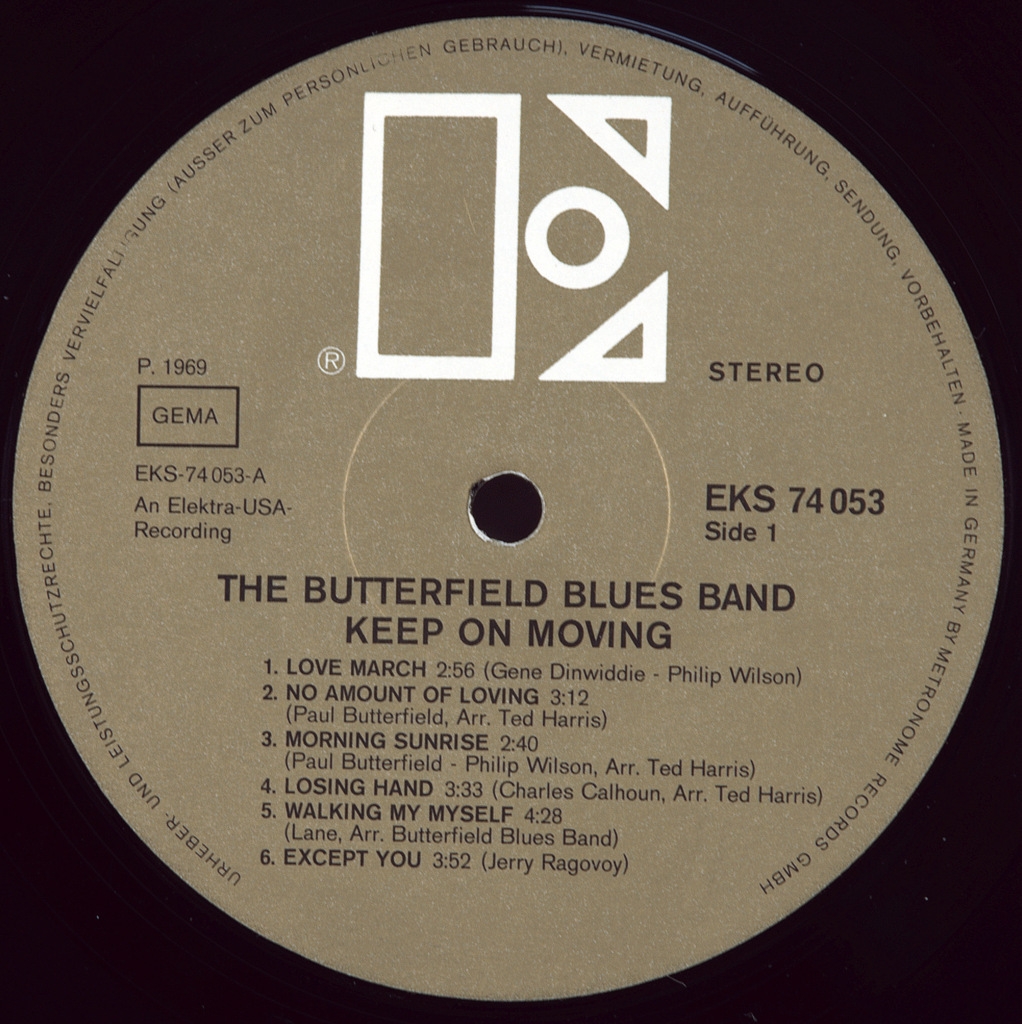 URHEBER- UND LEISTUNGSSCHUTZRECHTE, BESONDERS VERVIELFÄLTIGUNG (AUSSER ZUM PERSÖNLICHEN GEBRAUCH), VERMIETUNG, AUFFÜHRUNG, SENDUNG, VORBEHALTEN · MADE IN GERMANY BY METRONOME RECORDS GMBH
®
P. 1969
STEREO
GEMA
EKS-74 053-A
An Elektra-USA-
Recording
EKS 74 053
Side 1
THE BUTTERFIELD BLUES BAND
KEEP ON MOVING
1. LOVE MARCH 2:56 (Gene Dinwiddie - Philip Wilson)
2. NO AMOUNT OF LOVING 3:12
(Paul Butterfield, Arr. Ted Harris)
3. MORNING SUNRISE 2:40
(Paul Butterfield - Philip Wilson, Arr. Ted Harris)
4. LOSING HAND 3:33 (Charles Calhoun, Arr. Ted Harris)
5. WALKING MY MYSELF 4:28
(Lane, Arr. Butterfield Blues Band)
6. EXCEPT YOU 3:52 (Jerry Ragovoy)